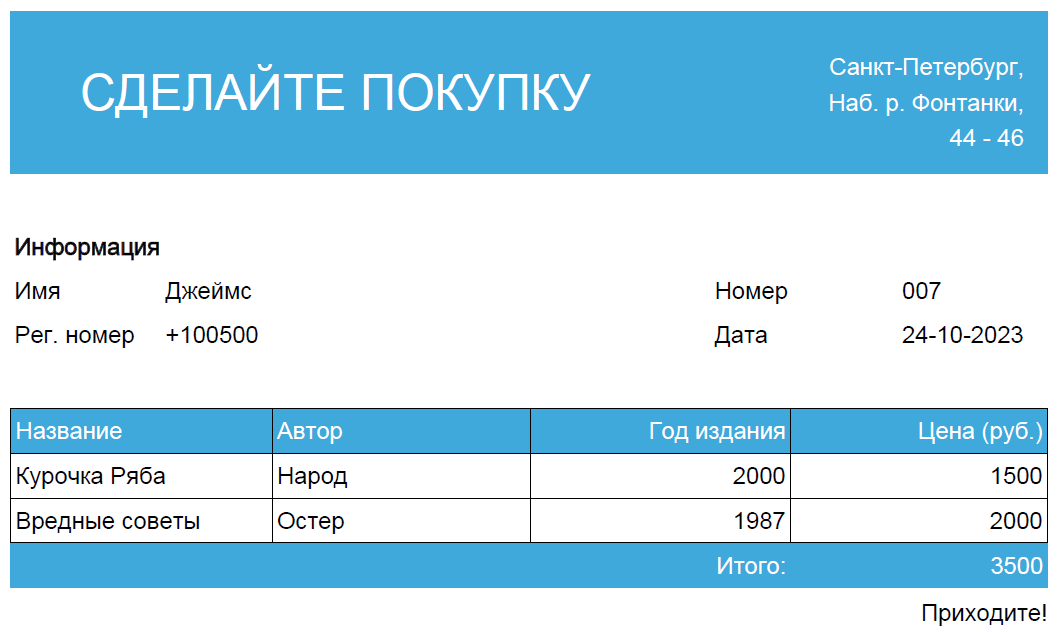 СДЕЛАЙТЕ ПОКУПКУ
Санкт-Петербург,
Наб. р. Фонтанки,
44 - 46
Информация
Имя Джеймс Номер 007
Рег. номер +100500 Дата 24-10-2023
Название Автор Год издания Цена (руб.)
Курочка Ряба Народ 2000 1500
Вредные советы Остер 1987 2000
Итого: 3500
Приходите!